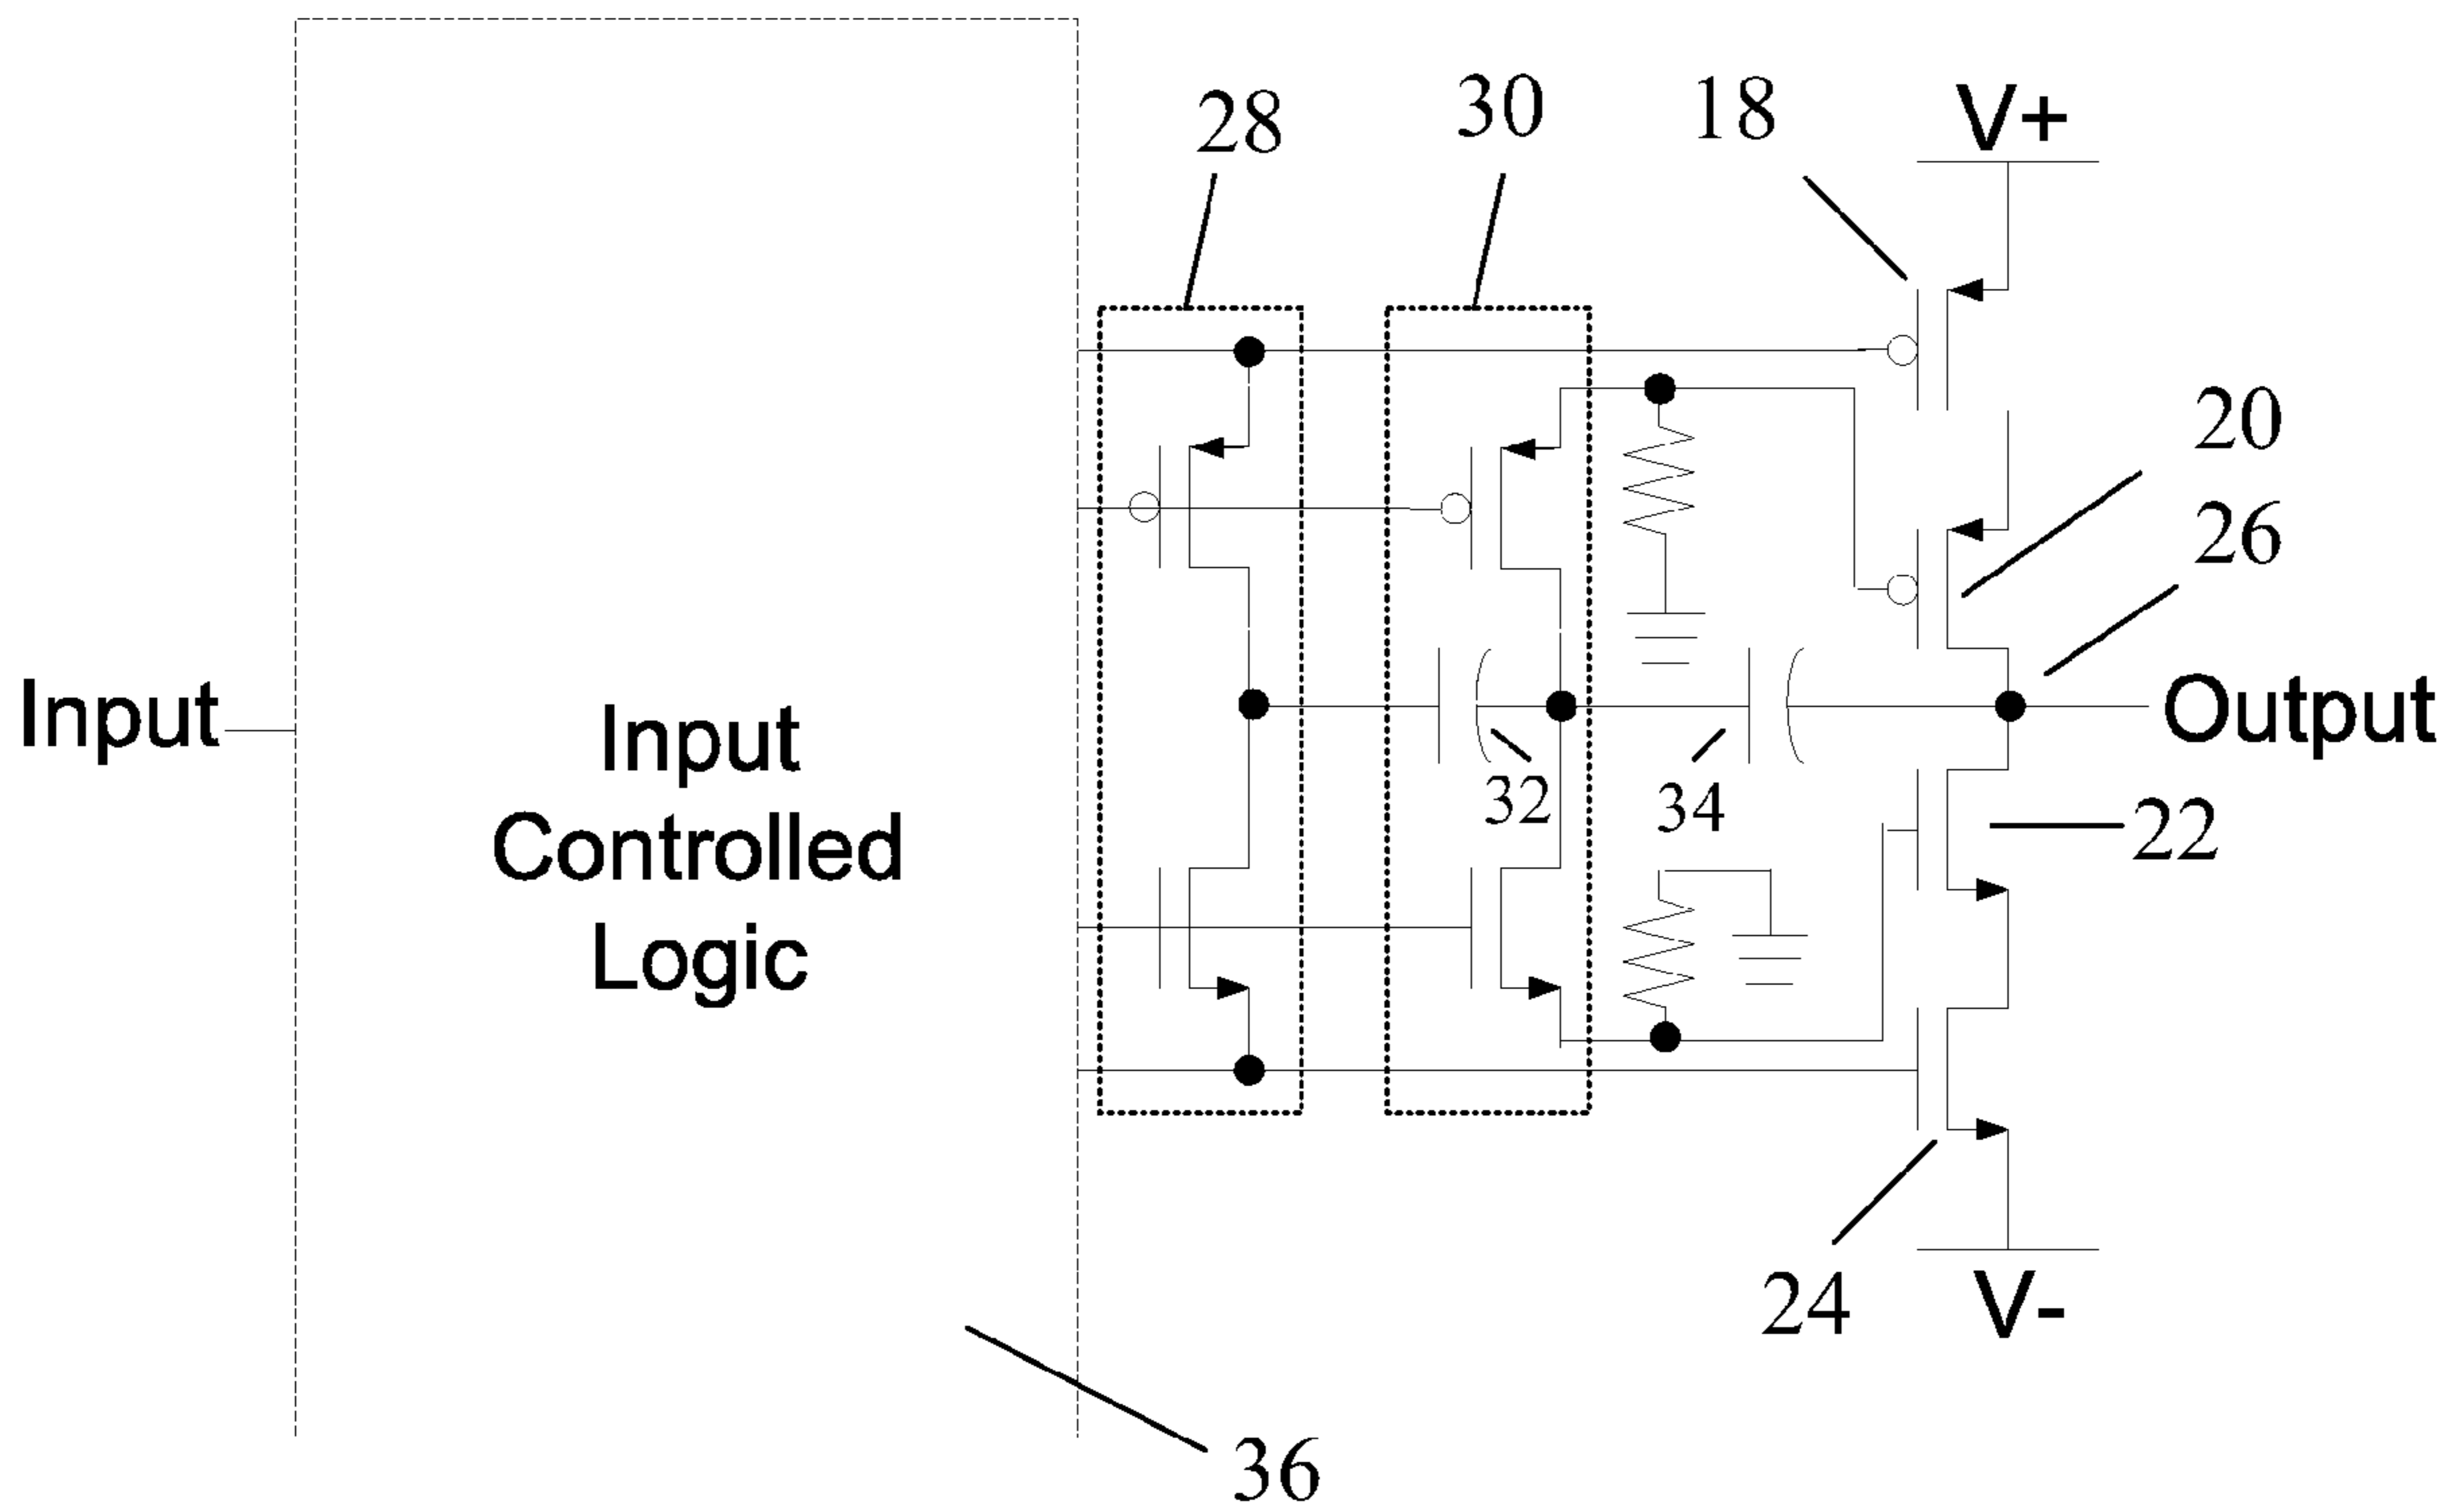 28
30
18
V+
20
26
Input
Input
Controlled
Logic
Output
32
34
22
24
V-
36